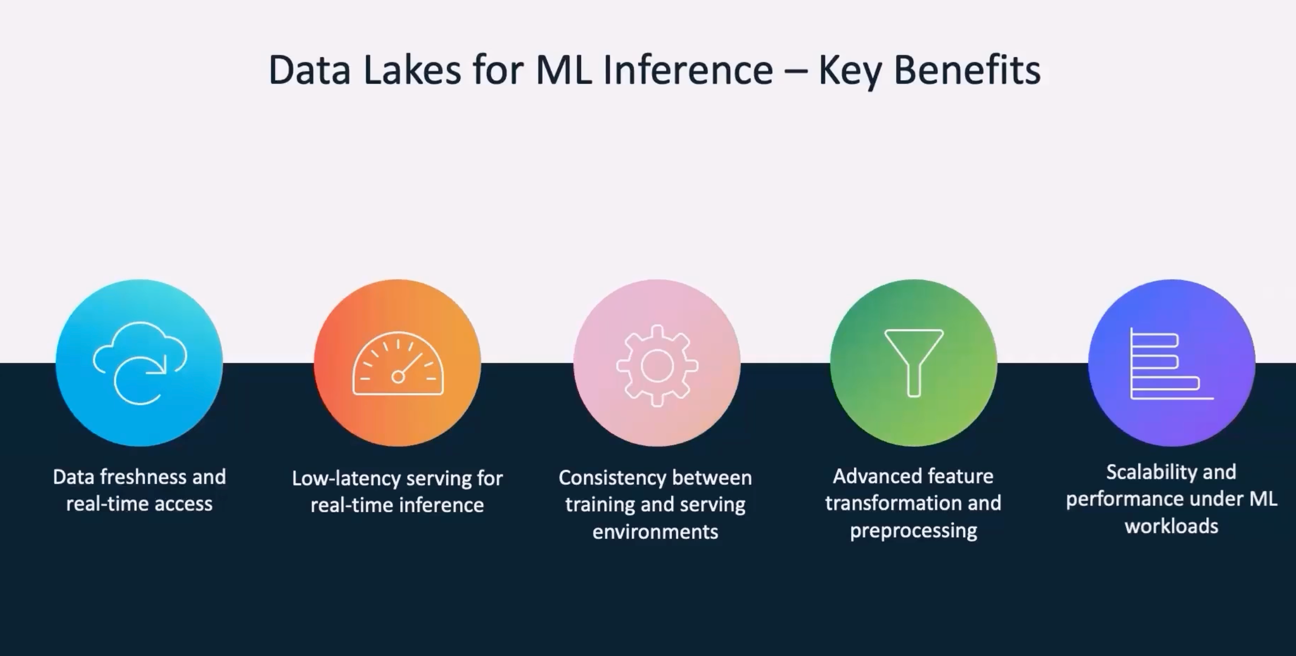 Data Lakes for ML Inference – Key Benefits
Data freshness and
real-time access
Low-latency serving for
real-time inference
Consistency between
training and serving
environments
Advanced feature
transformation and
preprocessing
Scalability and
performance under ML
workloads